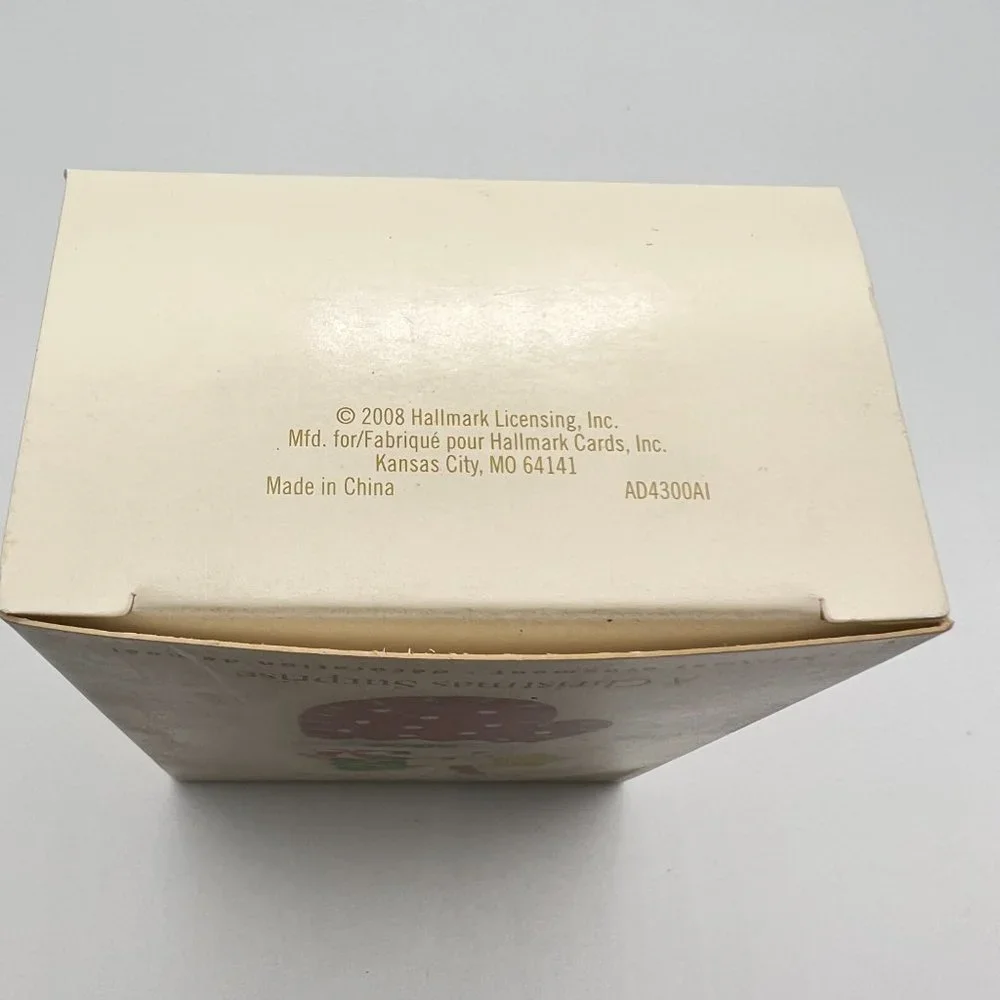 © 2008 Hallmark Licensing, Inc.
Mfd. for/Fabriqué pour Hallmark Cards, Inc.
Kansas City, MO 64141
Made in China AD4300AI
A Christmas Surprise